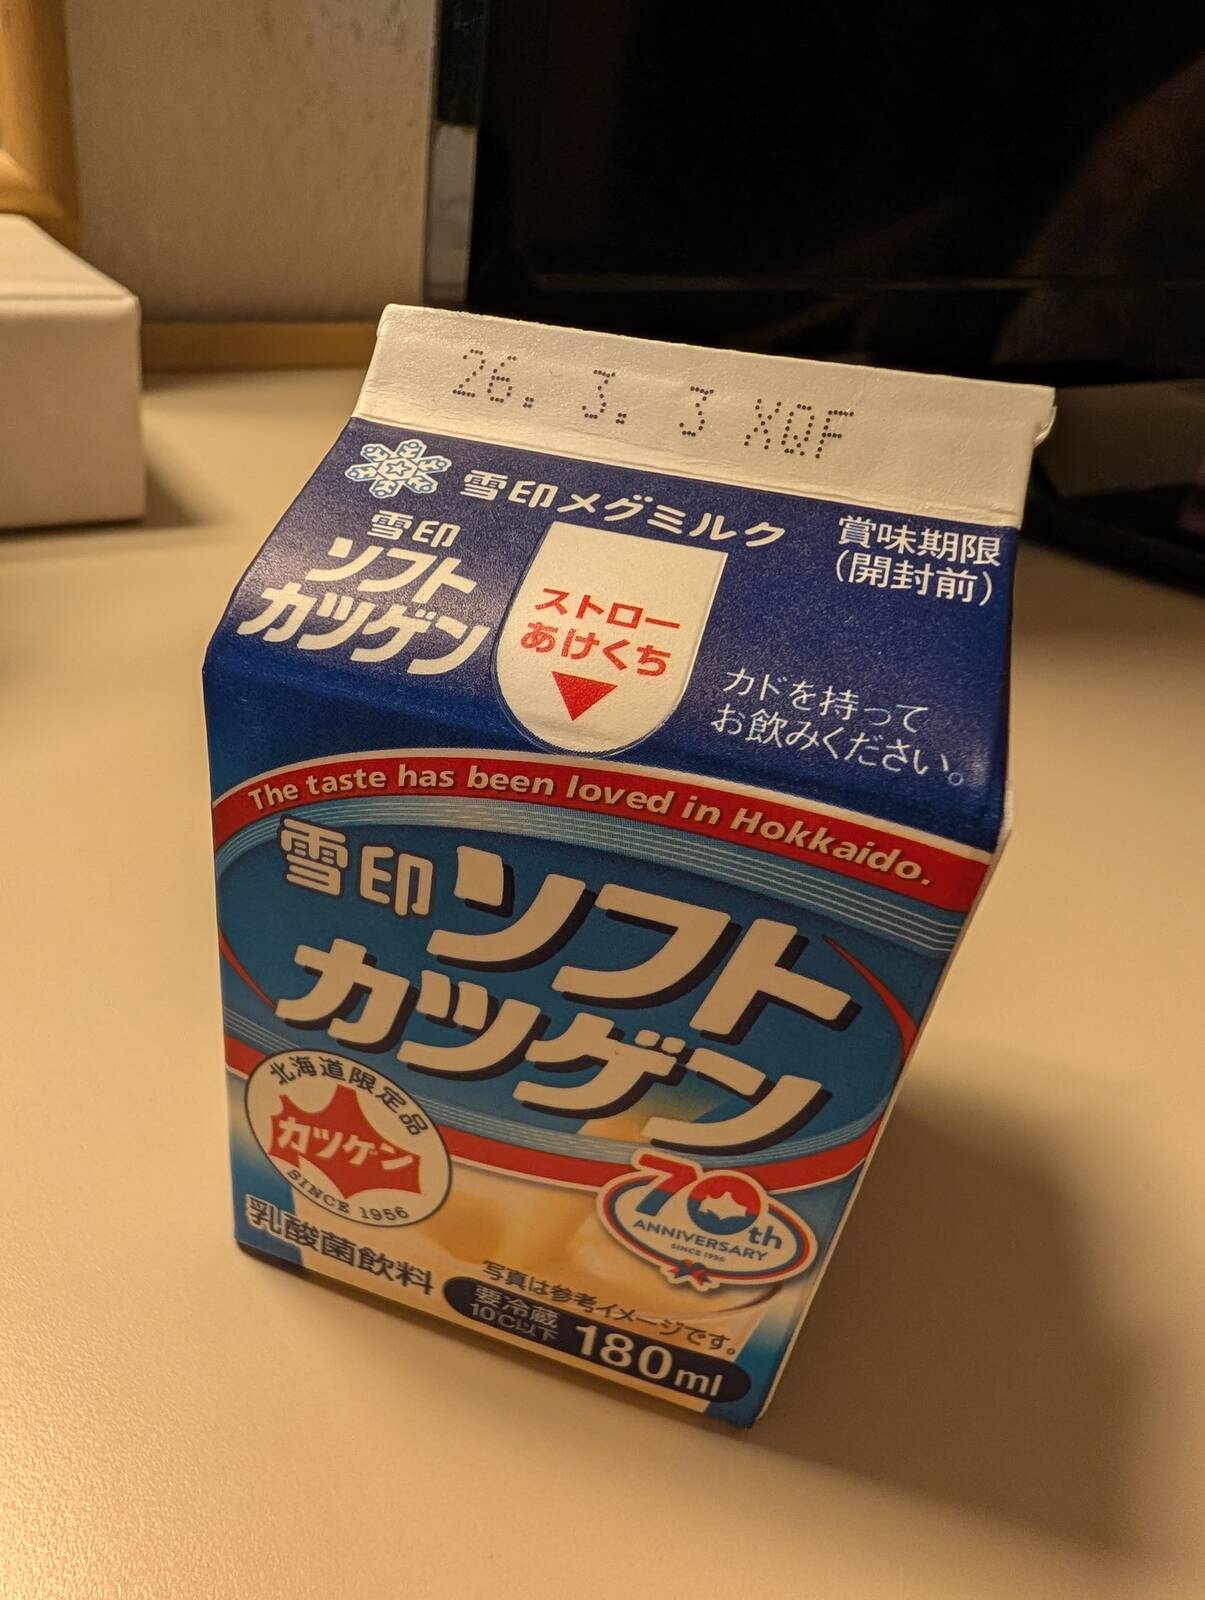 26. 3. 3 XQF
雪印メグミルク
雪印
ソフト
カツゲン
ストロー
あけくち
賞味期限
(開封前)
カドを持って
お飲みください。
The taste has been loved in Hokkaido.
雪印ソフト
カツゲン
北海道限定品
カツゲン
SINCE 1956
70th
ANNIVERSARY
SINCE 1956
乳酸菌飲料
写真は参考イメージです。
要冷蔵
10℃以下
180ml